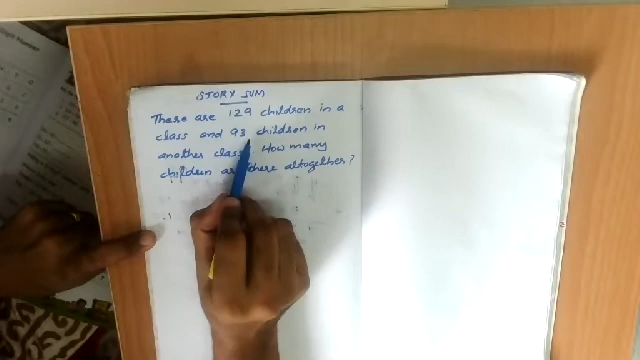 STORY SUM
There are 129 children in a
class and 93 children in
another class. How many
children are there altogether?